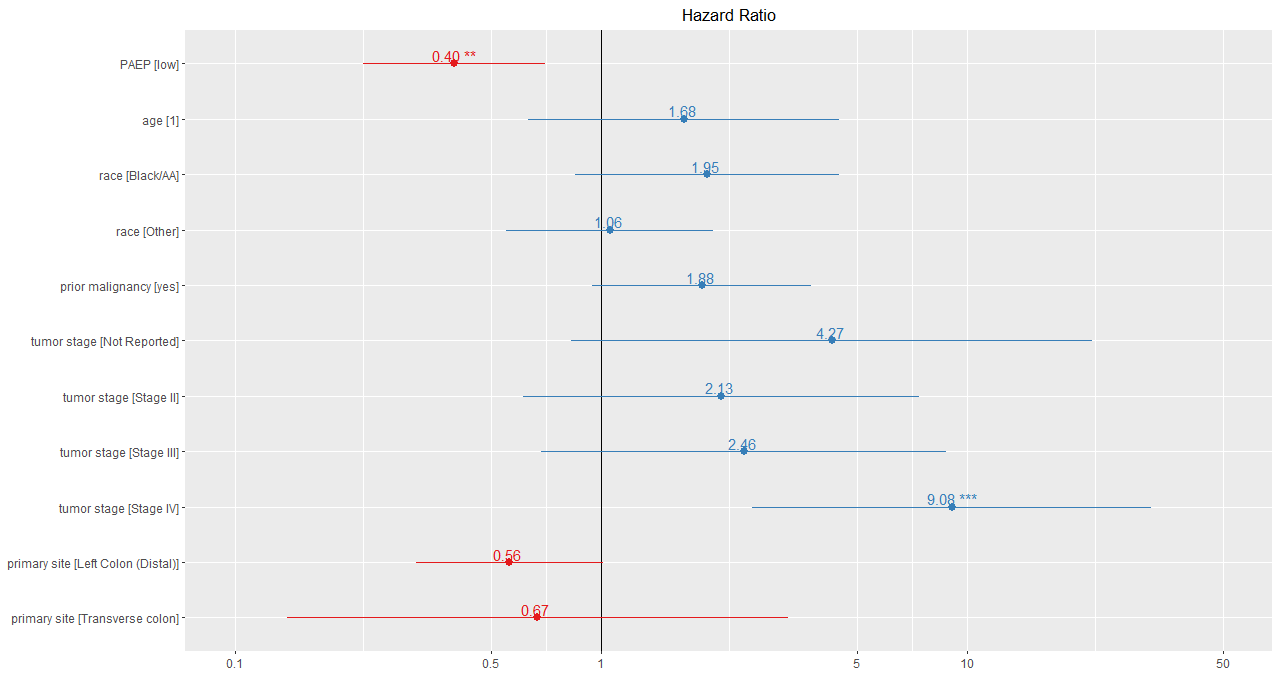 Hazard Ratio
PAEP [low]
0.40 **
age [1]
1.68
race [Black/AA]
1.95
race [Other]
1.06
prior malignancy [yes]
1.88
tumor stage [Not Reported]
4.27
tumor stage [Stage II]
2.13
tumor stage [Stage III]
2.46
tumor stage [Stage IV]
9.08 ***
primary site [Left Colon (Distal)]
0.56
primary site [Transverse colon]
0.67
0.1 0.5 1 5 10 50